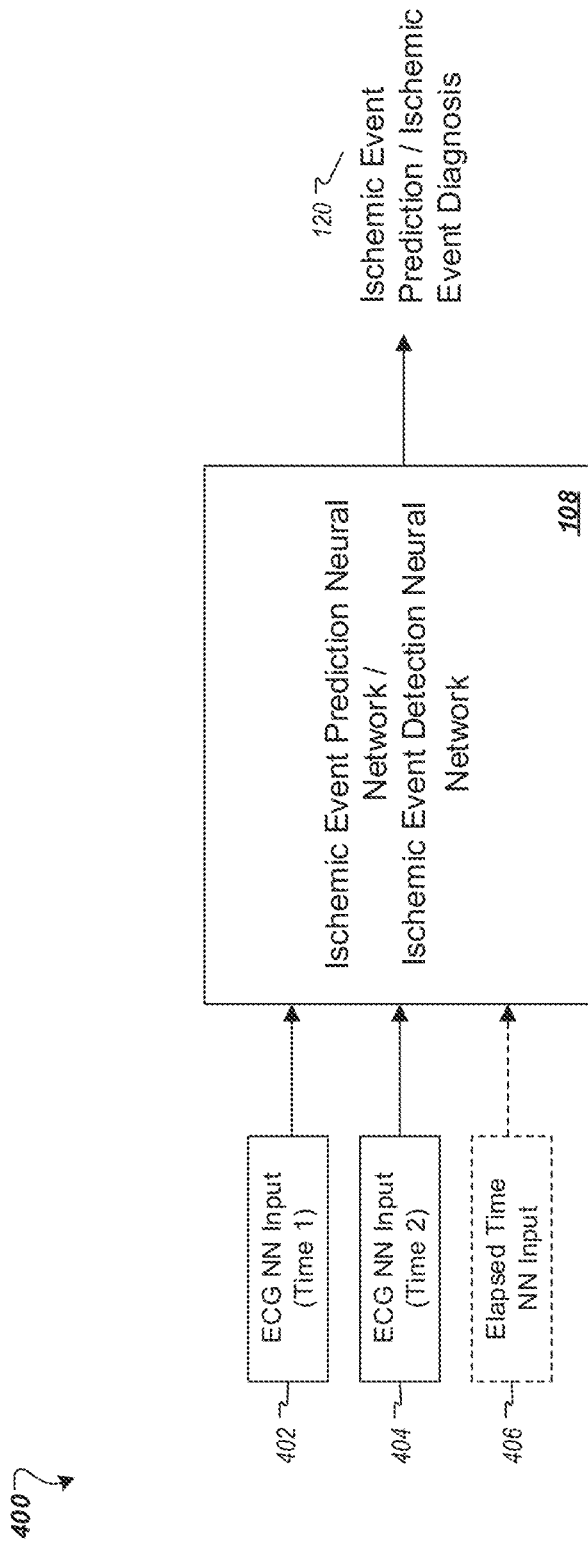 400
402
ECG NN Input
(Time 1)
404
ECG NN Input
(Time 2)
406
Elapsed Time
NN Input
Ischemic Event Prediction Neural
Network /
Ischemic Event Detection Neural
Network
108
120
Ischemic Event
Prediction / Ischemic
Event Diagnosis